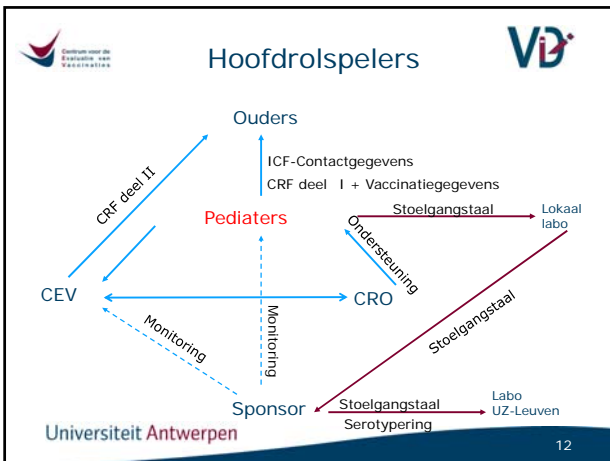 Centrum voor de
Evaluatie van
Vaccinaties
Hoofdrolspelers
ViD
Ouders
ICF-Contactgegevens
CRF deel I + Vaccinatiegegevens
CRF deel II
Pediaters
Stoelgangstaal
Lokaal
labo
Ondersteuning
CEV
CRO
Stoelgangstaal
Monitoring
Monitoring
Sponsor
Stoelgangstaal
Serotypering
Labo
UZ-Leuven
Universiteit Antwerpen
12